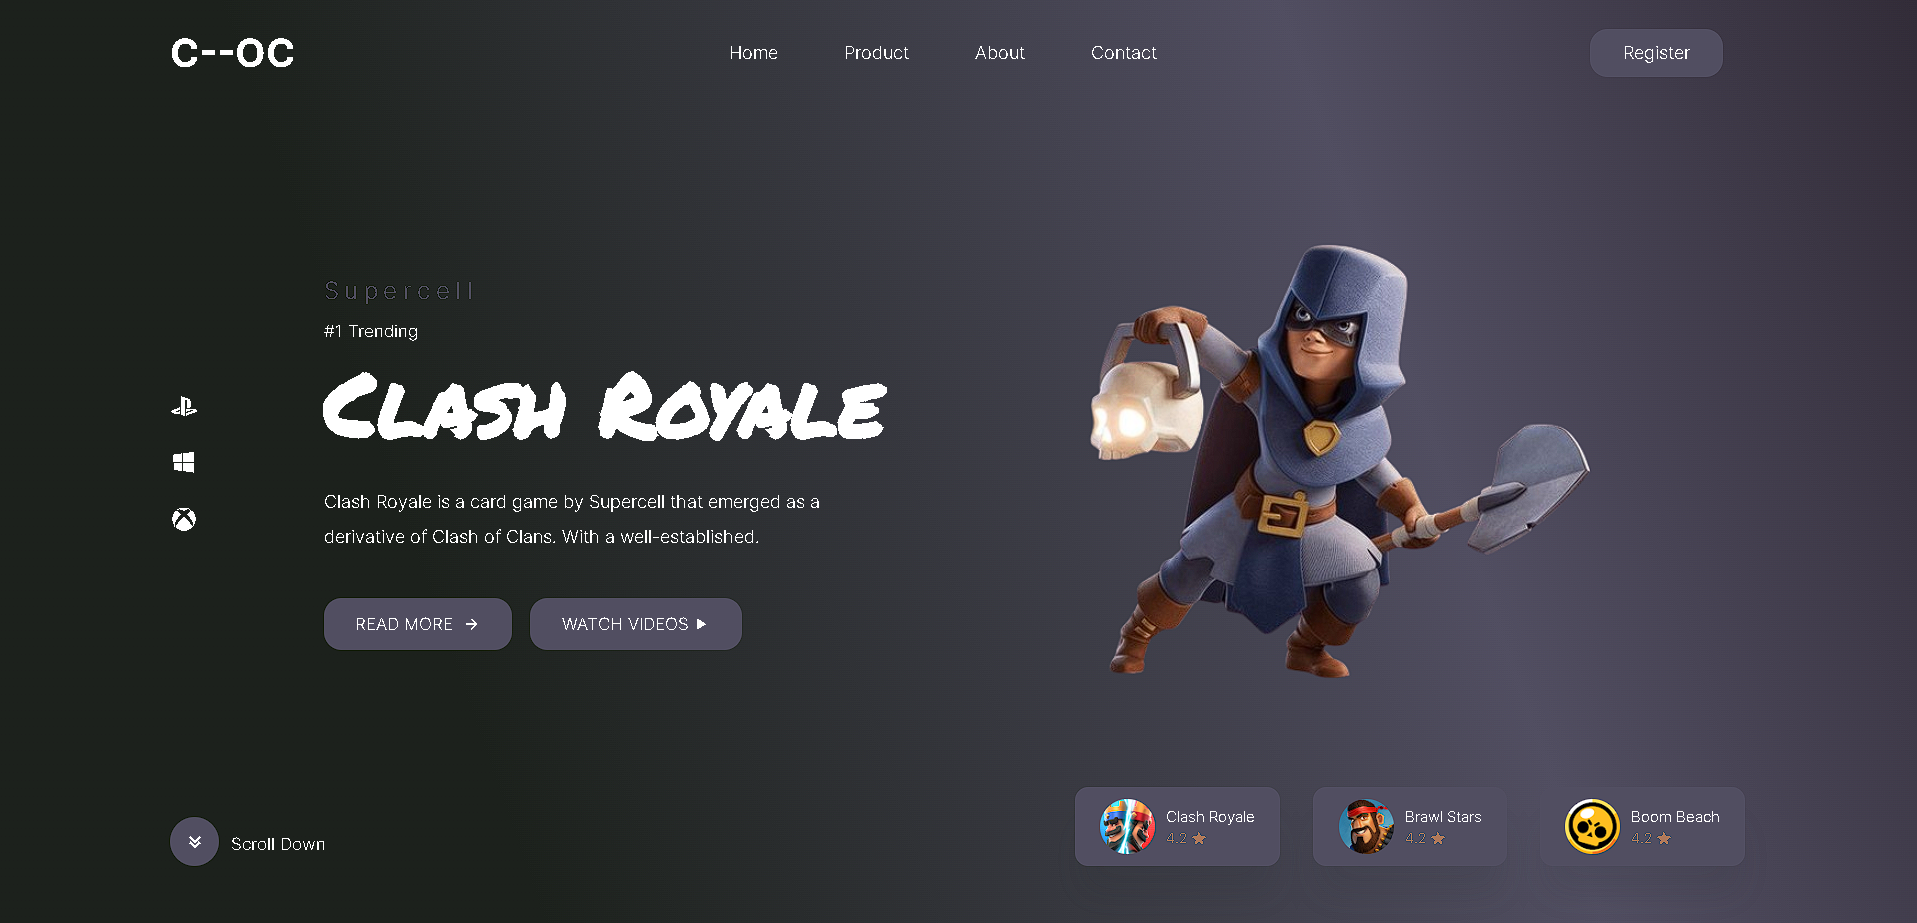 C--OC
Home
Product
About
Contact
Register
Supercell
#1 Trending
Clash Royale
Clash Royale is a card game by Supercell that emerged as a
derivative of Clash of Clans. With a well-established.
READ MORE
WATCH VIDEOS
Clash Royale
4.2
Brawl Stars
4.2
Boom Beach
4.2
Scroll Down